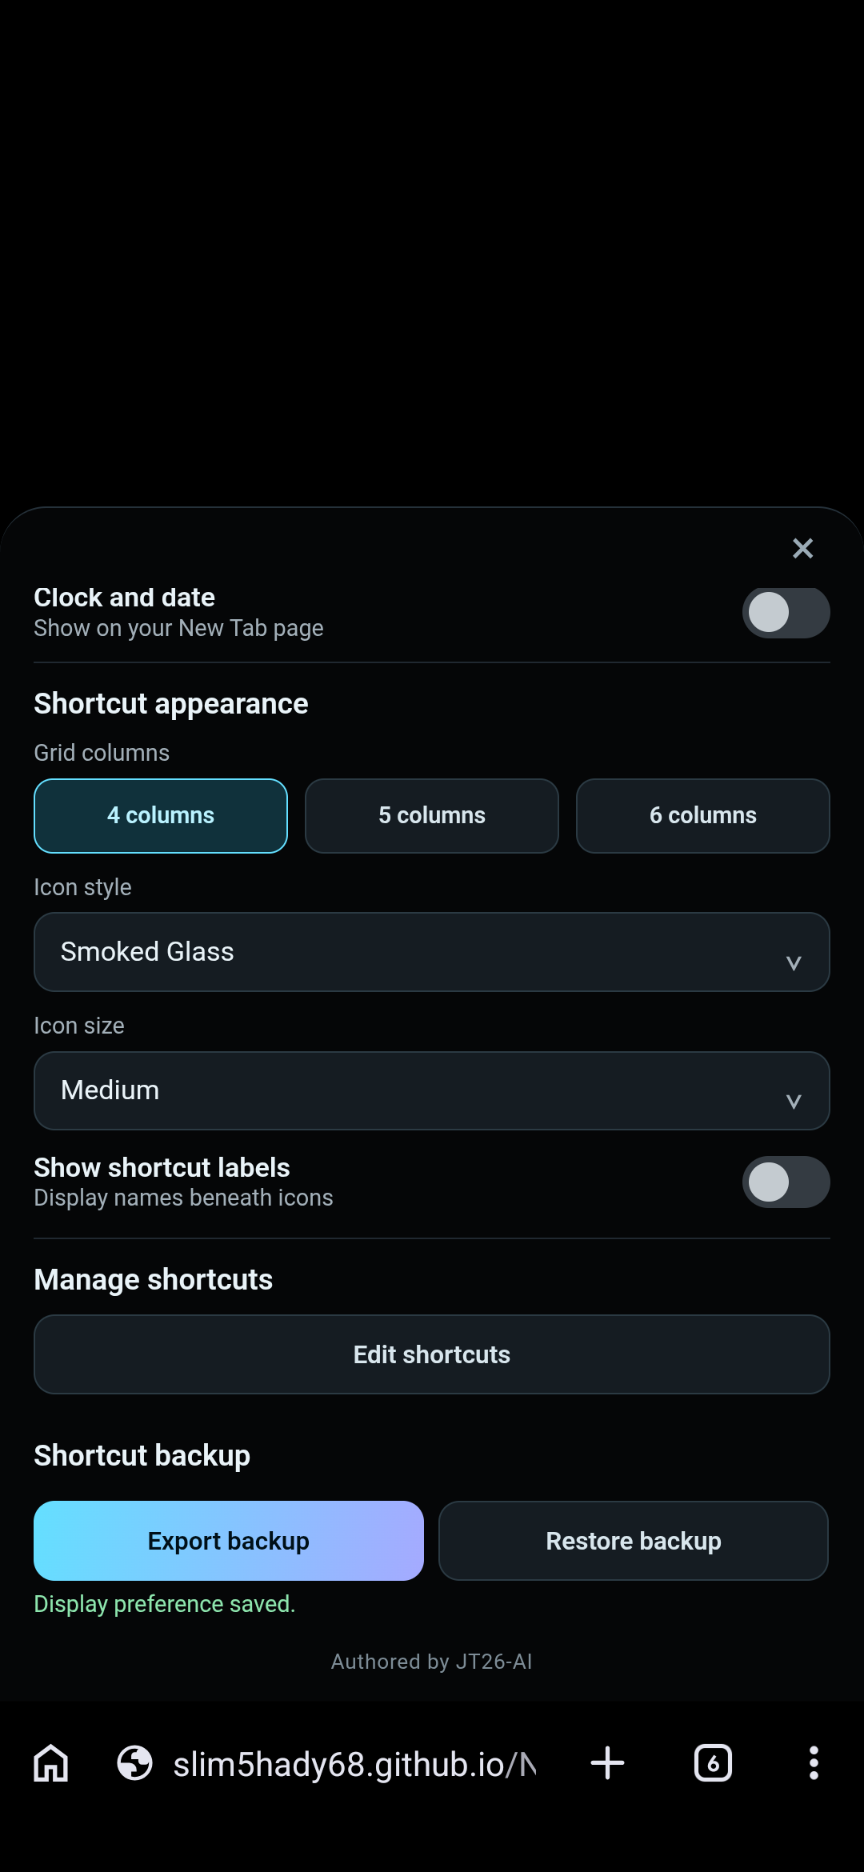 Clock and date
Show on your New Tab page
Shortcut appearance
Grid columns
4 columns
5 columns
6 columns
Icon style
Smoked Glass
Icon size
Medium
Show shortcut labels
Display names beneath icons
Manage shortcuts
Edit shortcuts
Shortcut backup
Export backup
Restore backup
Display preference saved.
Authored by JT26-AI
slim5hady68.github.io/N
6